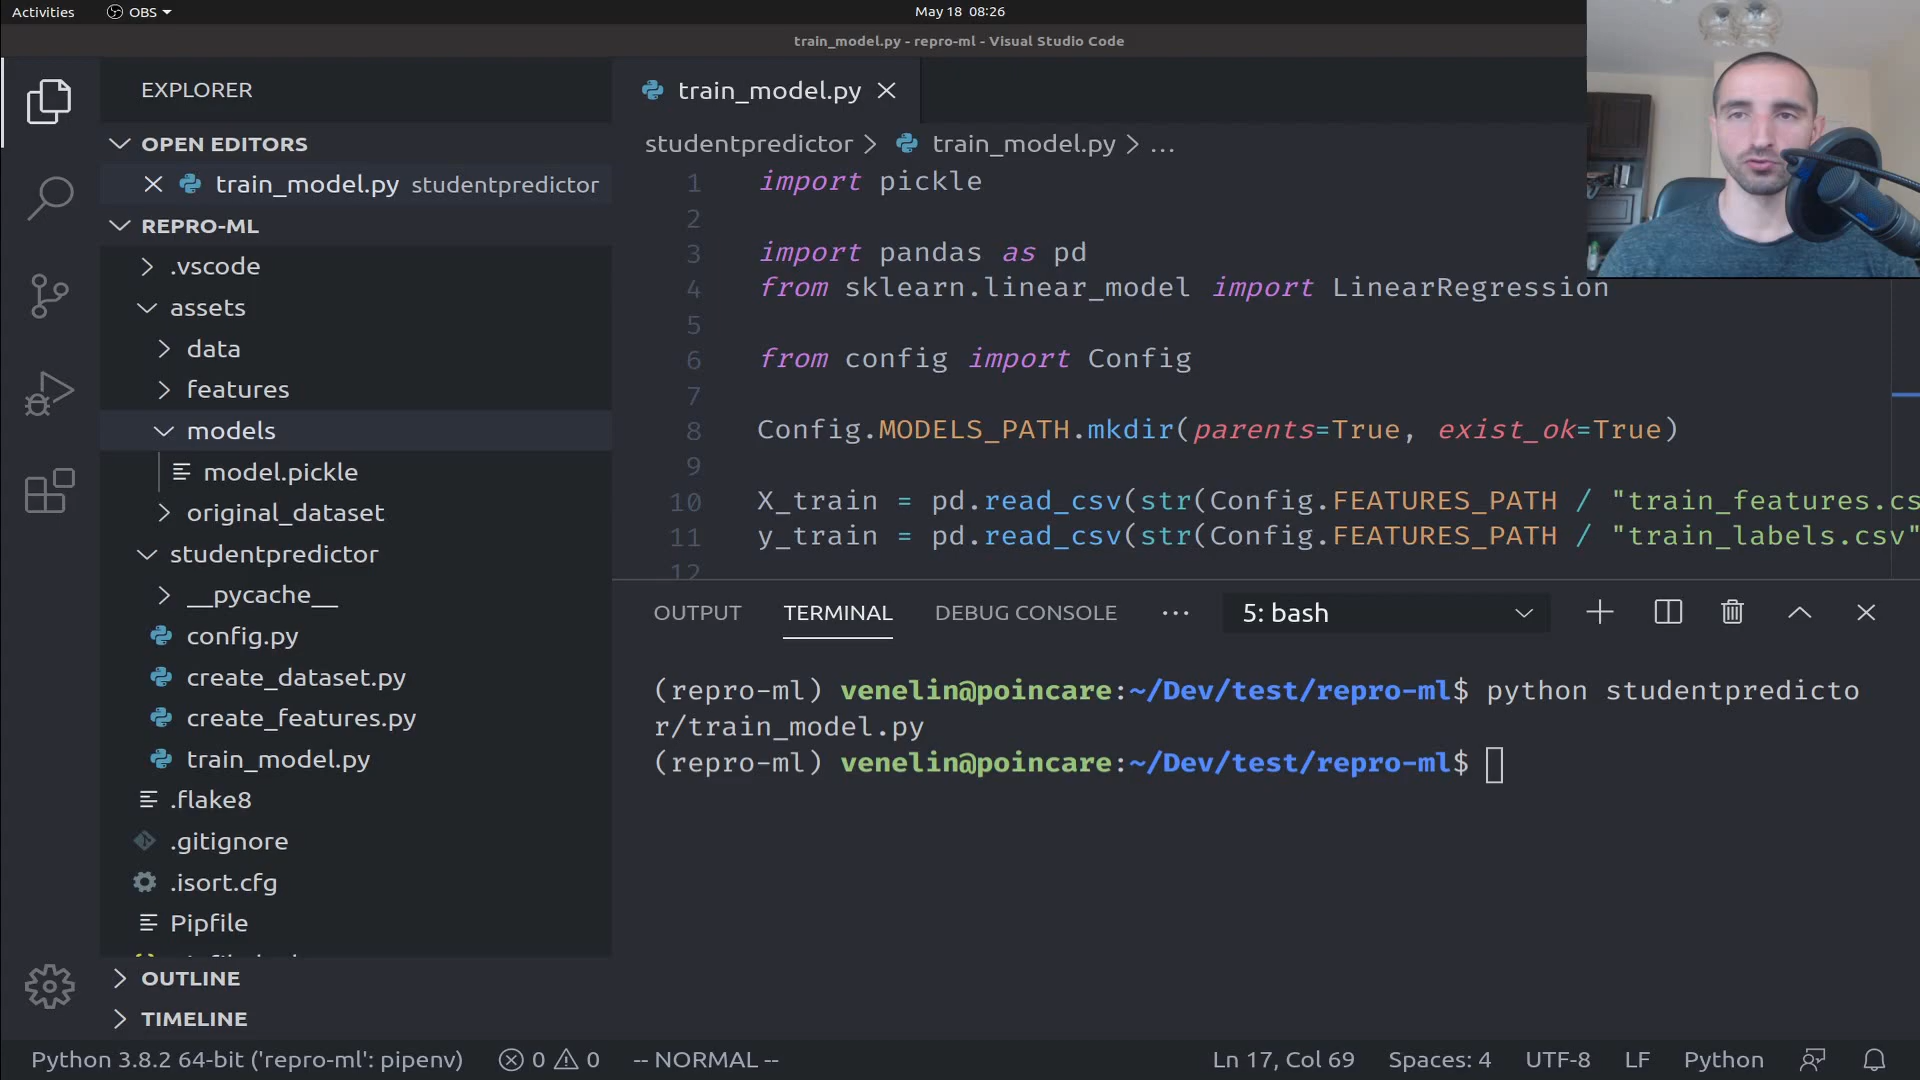 Activities
OBS
May 18 08:26
train_model.py - repro-ml - Visual Studio Code
EXPLORER
OPEN EDITORS
train_model.py studentpredictor
REPRO-ML
.vscode
assets
data
features
models
model.pickle
original_dataset
studentpredictor
__pycache__
config.py
create_dataset.py
create_features.py
train_model.py
.flake8
.gitignore
.isort.cfg
Pipfile
OUTLINE
TIMELINE
train_model.py
studentpredictor > train_model.py > ...
1 import pickle
2
3 import pandas as pd
4 from sklearn.linear_model import LinearRegression
5
6 from config import Config
7
8 Config.MODELS_PATH.mkdir(parents=True, exist_ok=True)
9
10 X_train = pd.read_csv(str(Config.FEATURES_PATH / "train_features.cs
11 y_train = pd.read_csv(str(Config.FEATURES_PATH / "train_labels.csv"
12
OUTPUT TERMINAL DEBUG CONSOLE ... 5: bash
(repro-ml) venelin@poincare:~/Dev/test/repro-ml$ python studentpredicto
r/train_model.py
(repro-ml) venelin@poincare:~/Dev/test/repro-ml$
Python 3.8.2 64-bit ('repro-ml': pipenv) 0 0 -- NORMAL -- Ln 17, Col 69 Spaces: 4 UTF-8 LF Python